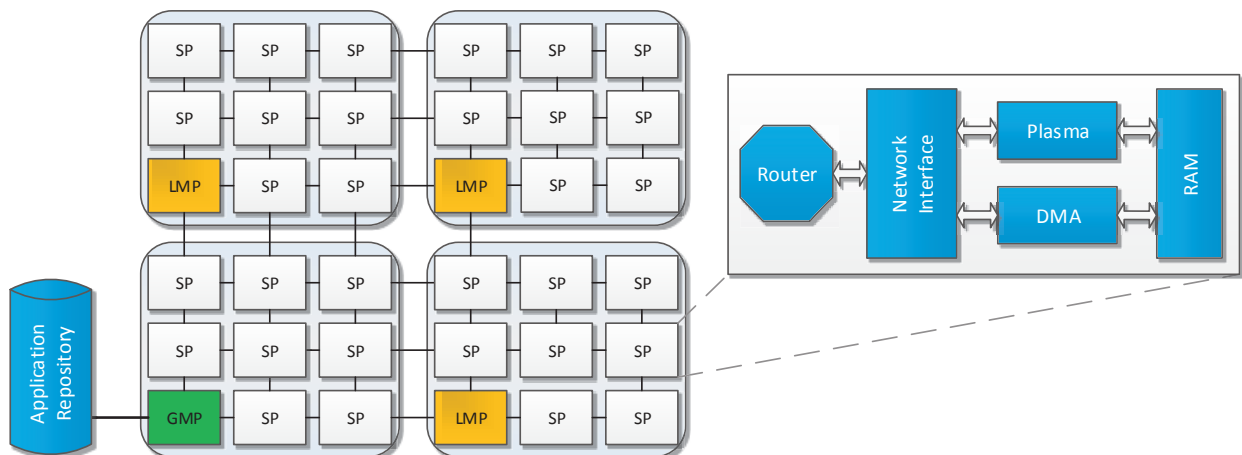 SP SP SP SP SP SP
SP SP SP SP SP SP
LMP SP SP LMP SP SP
SP SP SP SP SP SP
SP SP SP SP SP SP
GMP SP SP LMP SP SP
Application
Repository
Router
Network
Interface
Plasma
DMA
RAM